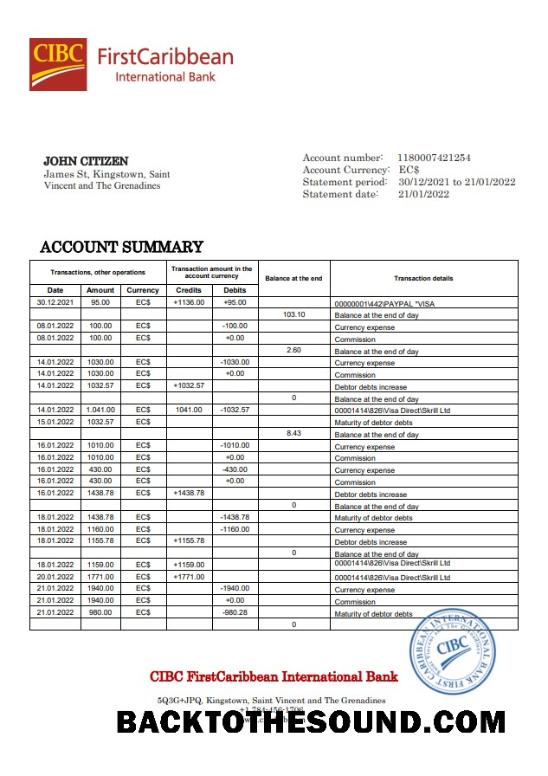 CIBC FirstCaribbean
International Bank
JOHN CITIZEN
James St, Kingstown, Saint
Vincent and The Grenadines
Account number: 1180007421254
Account Currency: EC$
Statement period: 30/12/2021 to 21/01/2022
Statement date: 21/01/2022
ACCOUNT SUMMARY
Transactions, other operations Transaction amount in the account currency Balance at the end Transaction details
Date Amount Currency Credits Debits
30.12.2021 95.00 EC$ +1136.00 +95.00 00000001\442\PAYPAL "VISA
103.10 Balance at the end of day
08.01.2022 100.00 EC$ -100.00 Currency expense
08.01.2022 100.00 EC$ +0.00 Commission
2.60 Balance at the end of day
14.01.2022 1030.00 EC$ -1030.00 Currency expense
14.01.2022 1030.00 EC$ +0.00 Commission
14.01.2022 1032.57 EC$ +1032.57 Debtor debts increase
0 Balance at the end of day
14.01.2022 1.041.00 EC$ 1041.00 -1032.57 00001414\826\Visa Direct\Skrill Ltd
15.01.2022 1032.57 EC$ Maturity of debtor debts
8.43 Balance at the end of day
16.01.2022 1010.00 EC$ -1010.00 Currency expense
16.01.2022 1010.00 EC$ +0.00 Commission
16.01.2022 430.00 EC$ -430.00 Currency expense
16.01.2022 430.00 EC$ +0.00 Commission
16.01.2022 1438.78 EC$ +1438.78 Debtor debts increase
0 Balance at the end of day
18.01.2022 1438.78 EC$ -1438.78 Maturity of debtor debts
18.01.2022 1160.00 EC$ -1160.00 Currency expense
18.01.2022 1155.78 EC$ +1155.78 Debtor debts increase
0 Balance at the end of day
18.01.2022 1159.00 EC$ +1159.00 00001414\826\Visa Direct\Skrill Ltd
20.01.2022 1771.00 EC$ +1771.00 00001414\826\Visa Direct\Skrill Ltd
21.01.2022 1940.00 EC$ -1940.00 Currency expense
21.01.2022 1940.00 EC$ +0.00 Commission
21.01.2022 980.00 EC$ -980.28 Maturity of debtor debts
0
CIBC
CIBC FirstCaribbean International Bank
5Q3G+JPQ, Kingstown, Saint Vincent and The Grenadines
BACKTOTHESOUND.COM